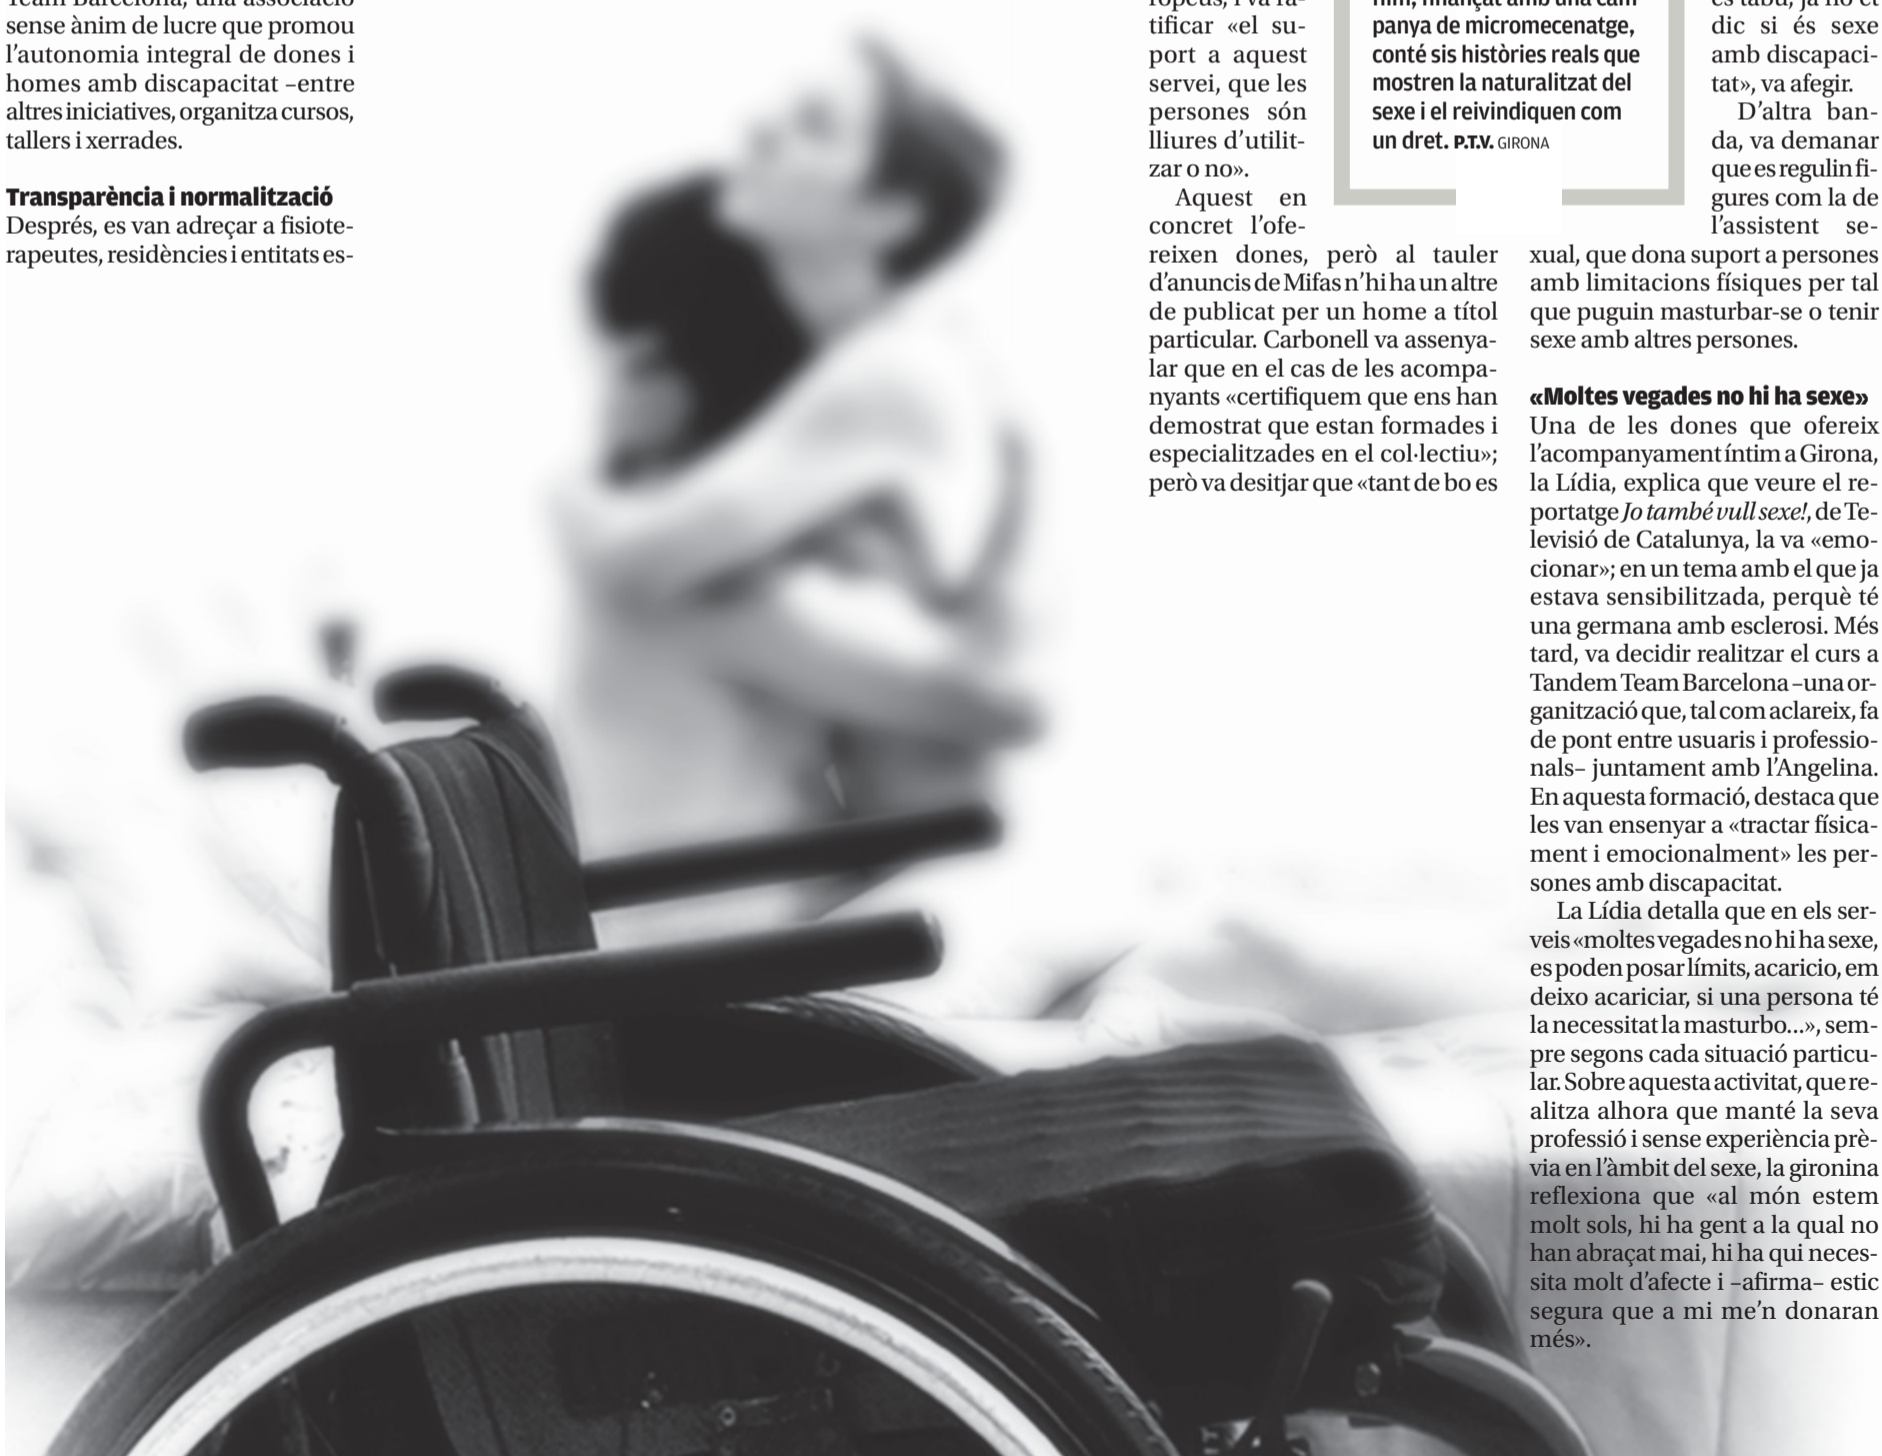 Team Barcelona, una associació
sense ànim de lucre que promou
l’autonomia integral de dones i
homes amb discapacitat –entre
altres iniciatives, organitza cursos,
tallers i xerrades.
Transparència i normalització
Després, es van adreçar a fisiote-
rapeutes, residències i entitats es-
ropeus, i va ra-
tificar «el su-
port a aquest
servei, que les
persones són
lliures d’utilit-
zar o no».
Aquest en
concret l’ofe-
reixen dones, però al tauler
d’anuncis de Mifas n’hi ha un altre
de publicat per un home a títol
particular. Carbonell va assenya-
lar que en el cas de les acompa-
nyants «certifiquem que ens han
demostrat que estan formades i
especialitzades en el col·lectiu»;
però va desitjar que «tant de bo es
film, finançat amb una cam-
panya de micromecenatge,
conté sis històries reals que
mostren la naturalitzat del
sexe i el reivindiquen com
un dret. P.T.V. GIRONA
és tabú, ja no et
dic si és sexe
amb discapaci-
tat», va afegir.
D’altra ban-
da, va demanar
que es regulin fi-
gures com la de
l’assistent se-
xual, que dona suport a persones
amb limitacions físiques per tal
que puguin masturbar-se o tenir
sexe amb altres persones.
«Moltes vegades no hi ha sexe»
Una de les dones que ofereix
l’acompanyament íntim a Girona,
la Lídia, explica que veure el re-
portatge Jo també vull sexe!, de Te-
levisió de Catalunya, la va «emo-
cionar»; en un tema amb el que ja
estava sensibilitzada, perquè té
una germana amb esclerosi. Més
tard, va decidir realitzar el curs a
Tandem Team Barcelona –una or-
ganització que, tal com aclareix, fa
de pont entre usuaris i professio-
nals– juntament amb l’Angelina.
En aquesta formació, destaca que
les van ensenyar a «tractar física-
ment i emocionalment» les per-
sones amb discapacitat.
La Lídia detalla que en els ser-
veis «moltes vegades no hi ha sexe,
es poden posar límits, acaricio, em
deixo acariciar, si una persona té
la necessitat la masturbo...», sem-
pre segons cada situació particu-
lar. Sobre aquesta activitat, que re-
alitza alhora que manté la seva
professió i sense experiència prè-
via en l’àmbit del sexe, la gironina
reflexiona que «al món estem
molt sols, hi ha gent a la qual no
han abraçat mai, hi ha qui neces-
sita molt d’afecte i –afirma– estic
segura que a mi me’n donaran
més».